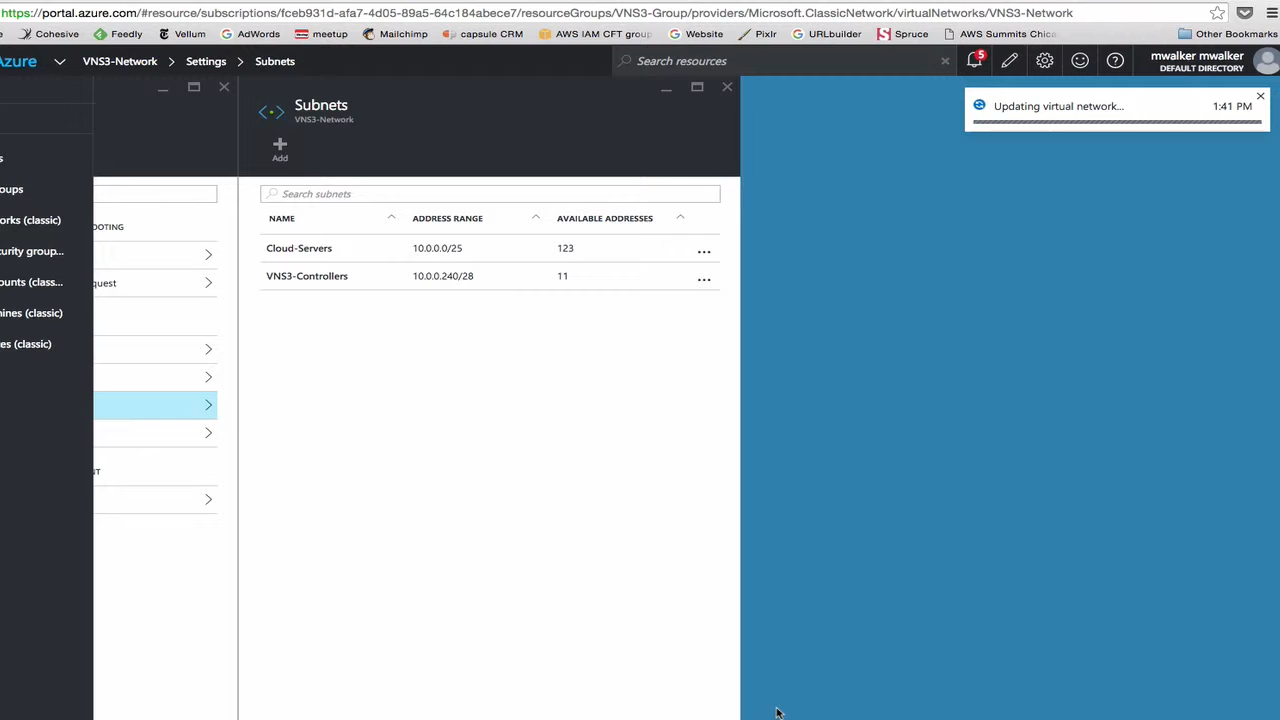 https://portal.azure.com/#resource/subscriptions/fceb931d-afa7-4d05-89a5-64c184abece7/resourceGroups/VNS3-Group/providers/Microsoft.ClassicNetwork/virtualNetworks/VNS3-Network
Cohesive Feedly Vellum AdWords meetup Mailchimp capsule CRM AWS IAM CFT group Website Pixlr URLbuilder Spruce AWS Summits Chica Other Bookmarks
Azure VNS3-Network Settings Subnets Search resources 5 mwalker mwalker
DEFAULT DIRECTORY
Subnets
VNS3-Network
Add
Updating virtual network... 1:41 PM
s
oups
orks (classic)
curity group...
ounts (class...
hines (classic)
es (classic)
OOTING
quest
NT
Search subnets
NAME ADDRESS RANGE AVAILABLE ADDRESSES
Cloud-Servers 10.0.0.0/25 123 ...
VNS3-Controllers 10.0.0.240/28 11 ...